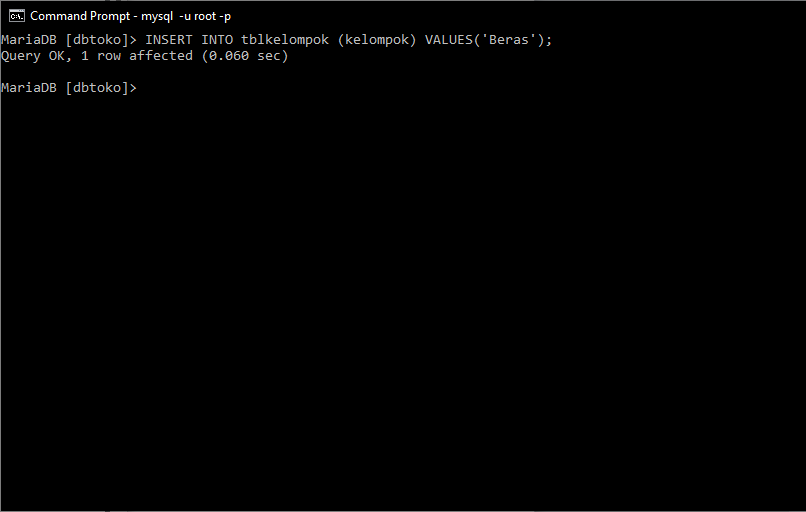 Command Prompt - mysql  -u root -p
MariaDB [dbtoko]> INSERT INTO tblkelompok (kelompok) VALUES('Beras');
Query OK, 1 row affected (0.060 sec)
MariaDB [dbtoko]>